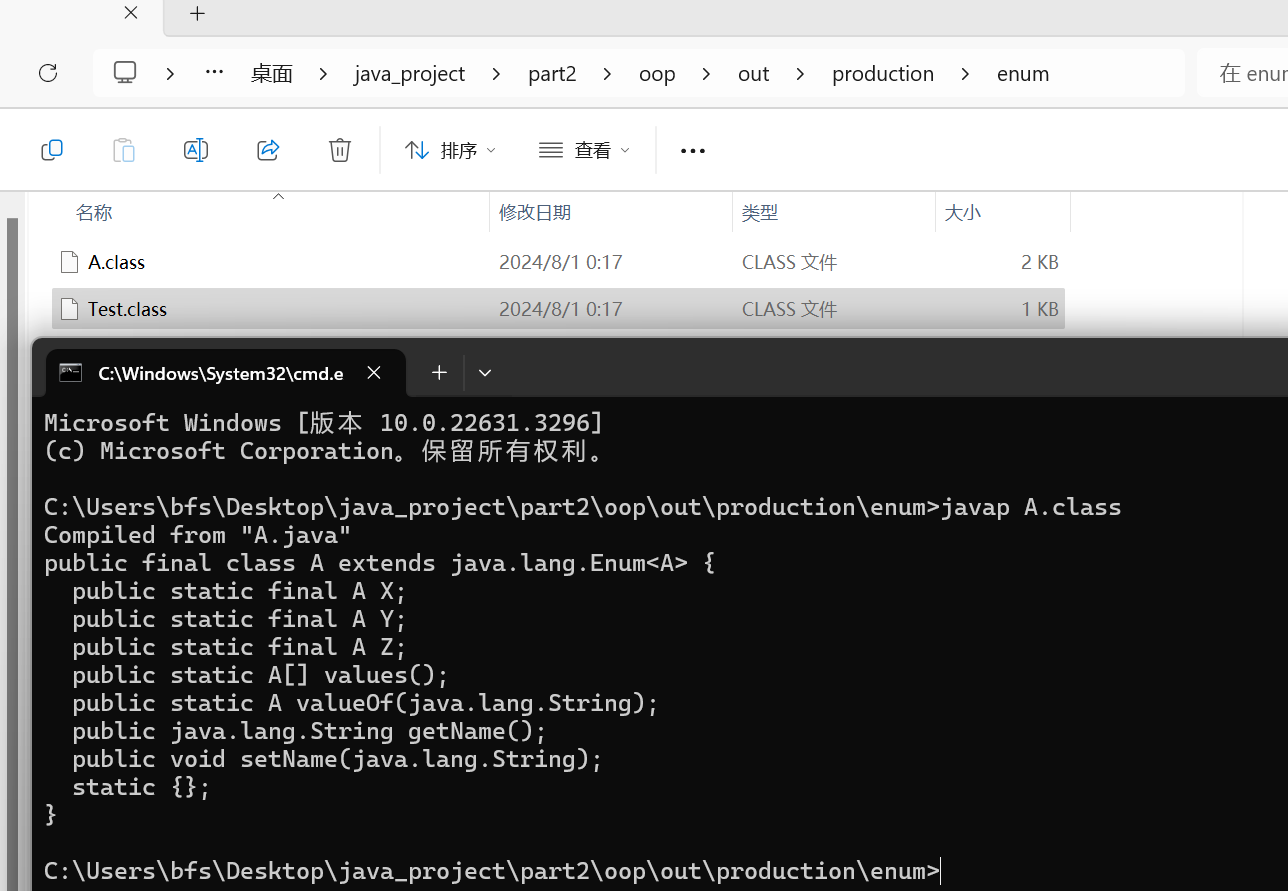 桌面 java_project part2 oop out production enum 在 enum
排序 查看
名称 修改日期 类型 大小
A.class 2024/8/1 0:17 CLASS 文件 2 KB
Test.class 2024/8/1 0:17 CLASS 文件 1 KB
C:\Windows\System32\cmd.e
Microsoft Windows [版本 10.0.22631.3296]
(c) Microsoft Corporation。保留所有权利。
C:\Users\bfs\Desktop\java_project\part2\oop\out\production\enum>javap A.class
Compiled from "A.java"
public final class A extends java.lang.Enum<A> {
  public static final A X;
  public static final A Y;
  public static final A Z;
  public static A[] values();
  public static A valueOf(java.lang.String);
  public java.lang.String getName();
  public void setName(java.lang.String);
  static {};
}
C:\Users\bfs\Desktop\java_project\part2\oop\out\production\enum>